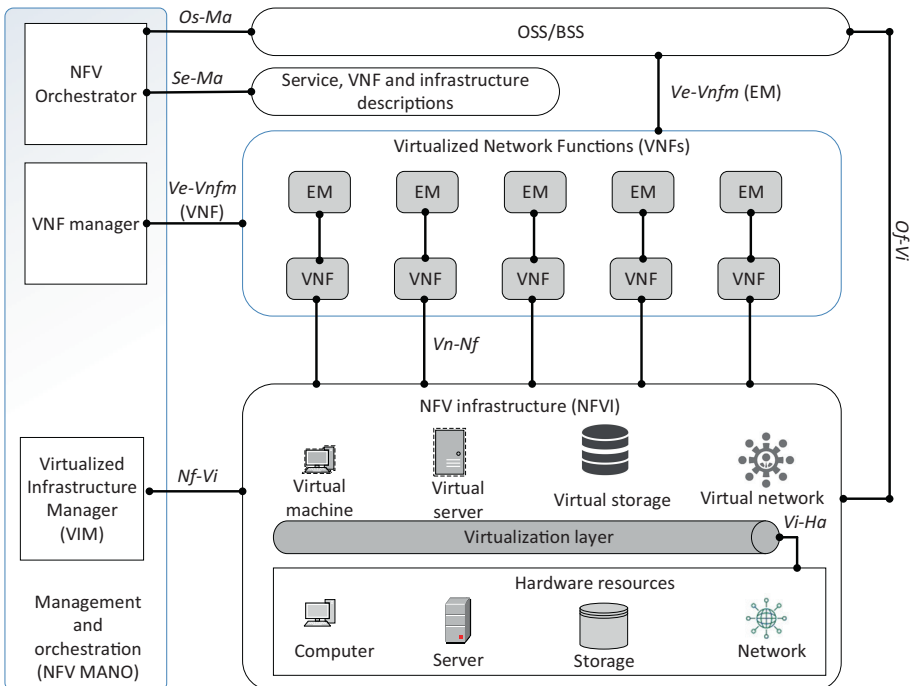 Os-Ma
OSS/BSS
NFV
Orchestrator
Se-Ma
Service, VNF and infrastructure
descriptions
Ve-Vnfm (EM)
Virtualized Network Functions (VNFs)
VNF manager
Ve-Vnfm
(VNF)
EM
EM
EM
EM
EM
VNF
VNF
VNF
VNF
VNF
Of-Vi
Vn-Nf
NFV infrastructure (NFVI)
Virtualized
Infrastructure
Manager
(VIM)
Nf-Vi
Virtual
machine
Virtual
server
Virtual storage
Virtual network
Vi-Ha
Virtualization layer
Hardware resources
Computer
Server
Storage
Network
Management
and
orchestration
(NFV MANO)